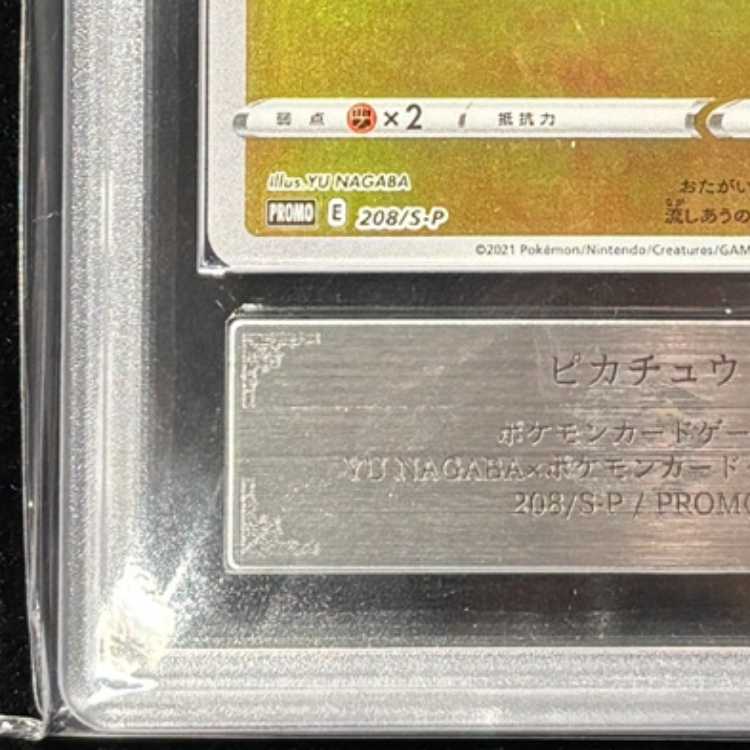 弱点 ×2 抵抗力
Illus. YU NAGABA
PROMO E 208/S-P
おたがい
流しあうの
©2021 Pokémon/Nintendo/Creatures/GAM
ピカチュウ
ポケモンカードゲー
YU NAGABA×ポケモンカード
208/S-P / PROMO